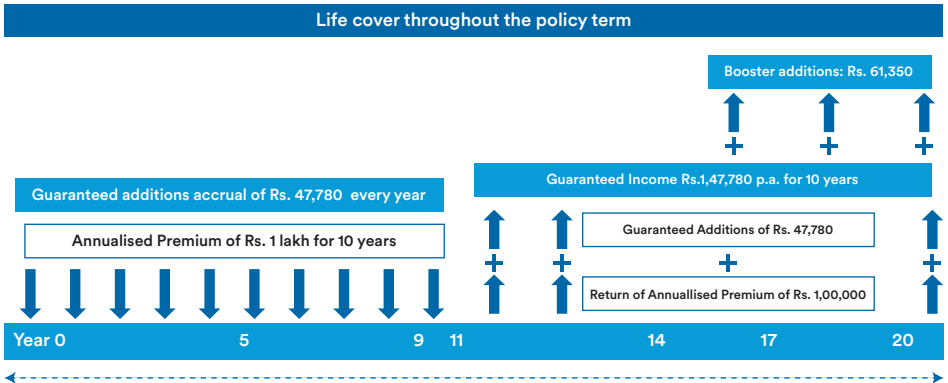 Life cover throughout the policy term
Booster additions: Rs. 61,350
Guaranteed additions accrual of Rs. 47,780 every year
Guaranteed Income Rs.1,47,780 p.a. for 10 years
Annualised Premium of Rs. 1 lakh for 10 years
Guaranteed Additions of Rs. 47,780
Return of Annuallised Premium of Rs. 1,00,000
Year 0 5 9 11 14 17 20